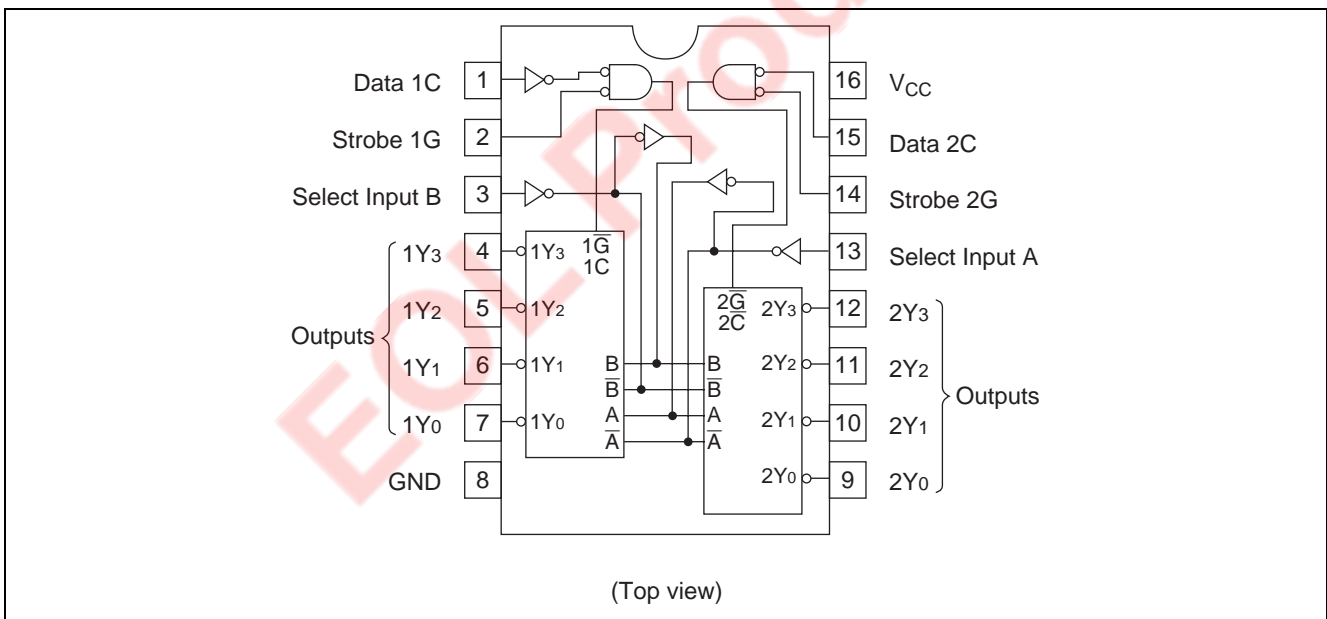 Data 1C 1 16 VCC
Strobe 1G 2 15 Data 2C
Select Input B 3 14 Strobe 2G
1Y3 4 1Y3 1G̅ 13 Select Input A
1C
1Y2 5 1Y2 2G̅ 2Y3 12 2Y3
2C̅
Outputs
1Y1 6 1Y1 B B 2Y2 11 2Y2
B̅ B̅
Outputs
1Y0 7 1Y0 A A 2Y1 10 2Y1
A̅ A̅
GND 8 2Y0 9 2Y0
(Top view)
EOL Prod